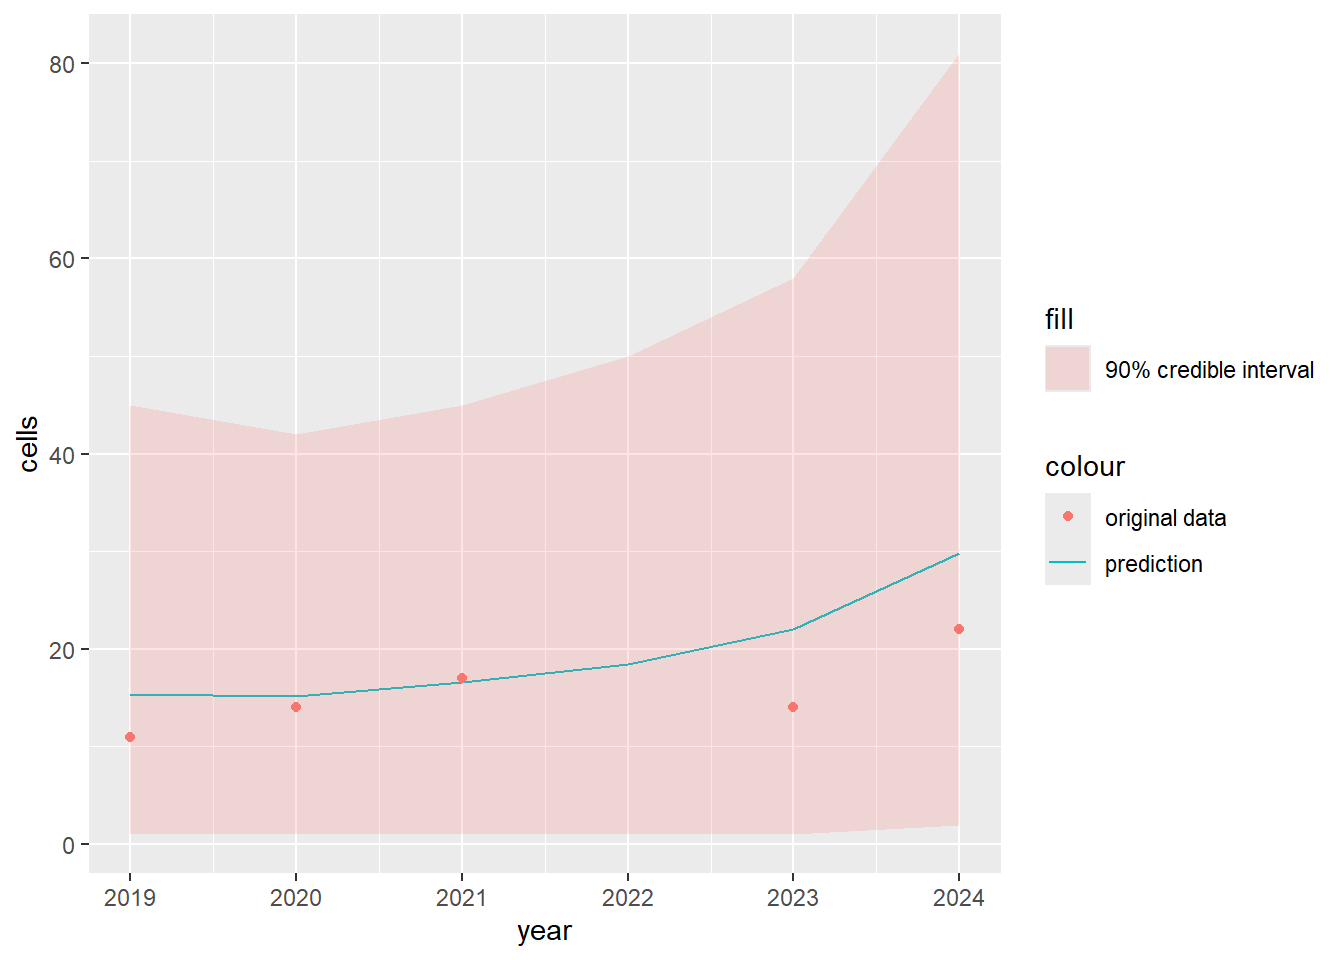 80
60
40
20
0
cells
2019 2020 2021 2022 2023 2024
year
fill
90% credible interval
colour
original data
prediction